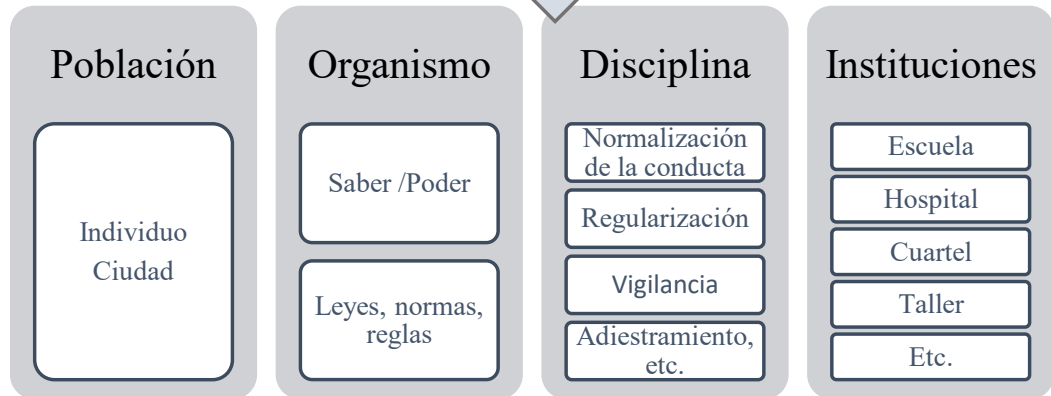 Población
Individuo
Ciudad
Organismo
Saber /Poder
Leyes, normas,
reglas
Disciplina
Normalización
de la conducta
Regularización
Vigilancia
Adiestramiento,
etc.
Instituciones
Escuela
Hospital
Cuartel
Taller
Etc.